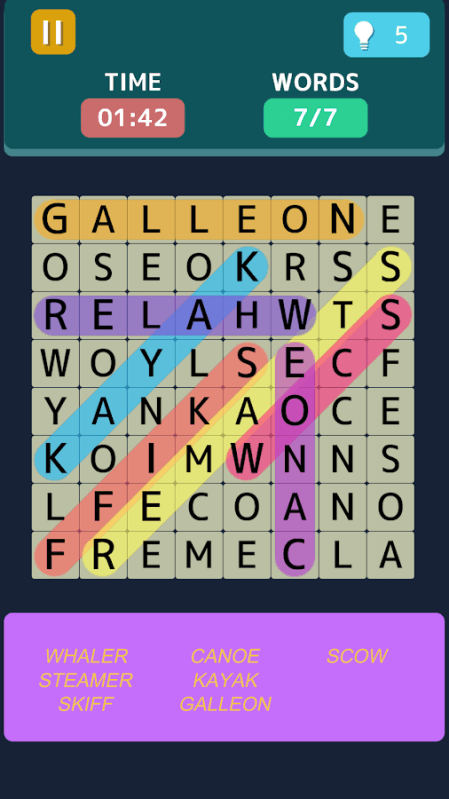 5
TIME WORDS
01:42 7/7
G A L L E O N E
O S E O K R S S
R E L A H W T S
W O Y L S E C F
Y A N K A O C E
K O I M W N N S
L F E C O A N O
F R E M E C L A
WHALER CANOE SCOW
STEAMER KAYAK
SKIFF GALLEON